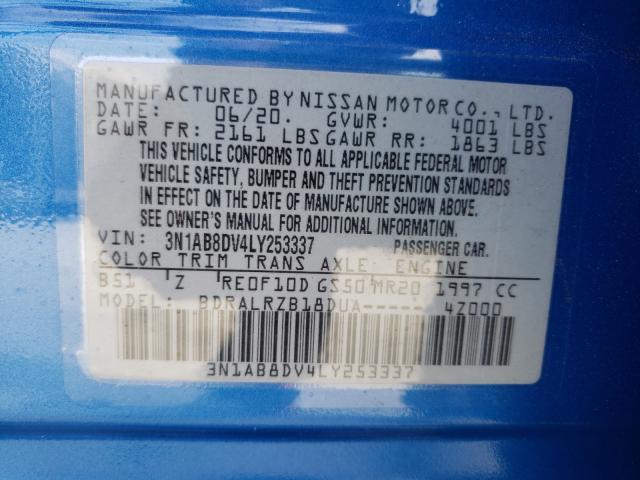 MANUFACTURED BY NISSAN MOTOR CO., LTD.
DATE: 06/20. GVWR: 4001 LBS
GAWR FR: 2161 LBS GAWR RR: 1863 LBS
THIS VEHICLE CONFORMS TO ALL APPLICABLE FEDERAL MOTOR
VEHICLE SAFETY, BUMPER AND THEFT PREVENTION STANDARDS
IN EFFECT ON THE DATE OF MANUFACTURE SHOWN ABOVE.
SEE OWNER'S MANUAL FOR ADDITIONAL INFORMATION.
VIN: 3N1AB8DV4LY253337 PASSENGER CAR.
COLOR TRIM TRANS AXLE ENGINE
B51 Z RE0F10D GS50 MR20 1997 CC
MODEL: BDRALRZB18DUA----- 4Z000
3N1AB8DV4LY253337